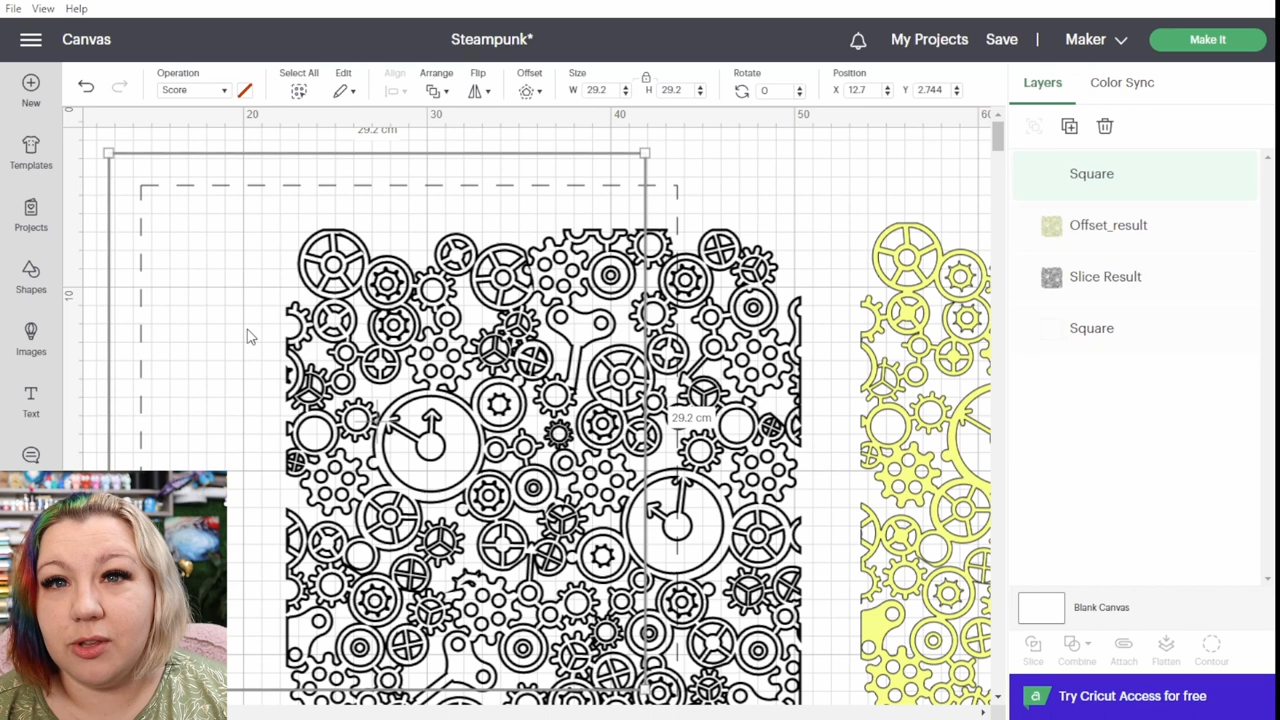 File View Help
Canvas
Steampunk*
My Projects
Save
|
Maker
Make It
Operation
Select All
Edit
Align
Arrange
Flip
Offset
Size
Rotate
Position
Score
W 29.2
H 29.2
0
X 12.7
Y 2.744
New
Templates
Projects
Shapes
Images
Text
0
20
30
40
50
60
10
29.2 cm
29.2 cm
Layers
Color Sync
Square
Offset_result
Slice Result
Square
Blank Canvas
Slice
Combine
Attach
Flatten
Contour
a
Try Cricut Access for free